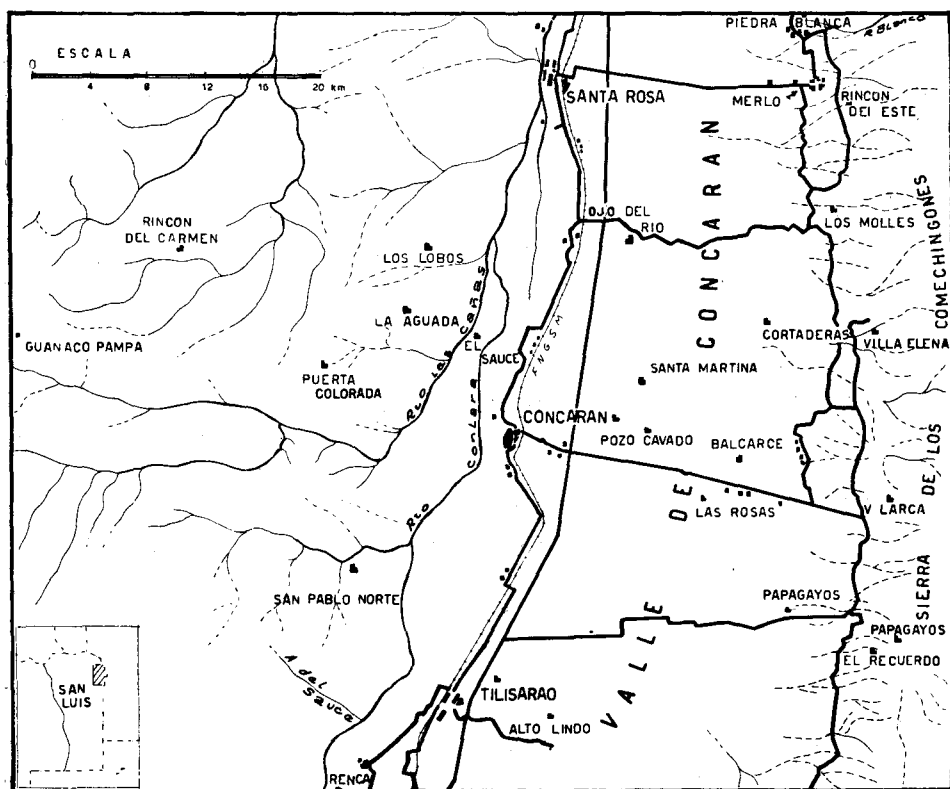 PIEDRA BLANCA
R Blanco
ESCALA
0
4 8 12 16 20 km
SANTA ROSA
MERLO
RINCON
DEL ESTE
CONCARAN
COMECHINGONES
OJO DEL
RIO
LOS MOLLES
RINCON
DEL CARMEN
LOS LOBOS
LA AGUADA
RIO LAS CAÑAS
GUANACO PAMPA
EL
SAUCE
FNGSM
CORTADERAS
VILLA ELENA
PUERTA
COLORADA
SANTA MARTINA
Rio Conlara
CONCARAN
POZO CAVADO
BALCARCE
DE
LAS ROSAS
V LARCA
DE LOS
SIERRA
SAN PABLO NORTE
PAPAGAYOS
PAPAGAYOS
EL RECUERDO
VALLE
A del
Sauce
SAN
LUIS
TILISARAO
ALTO LINDO
RENCA